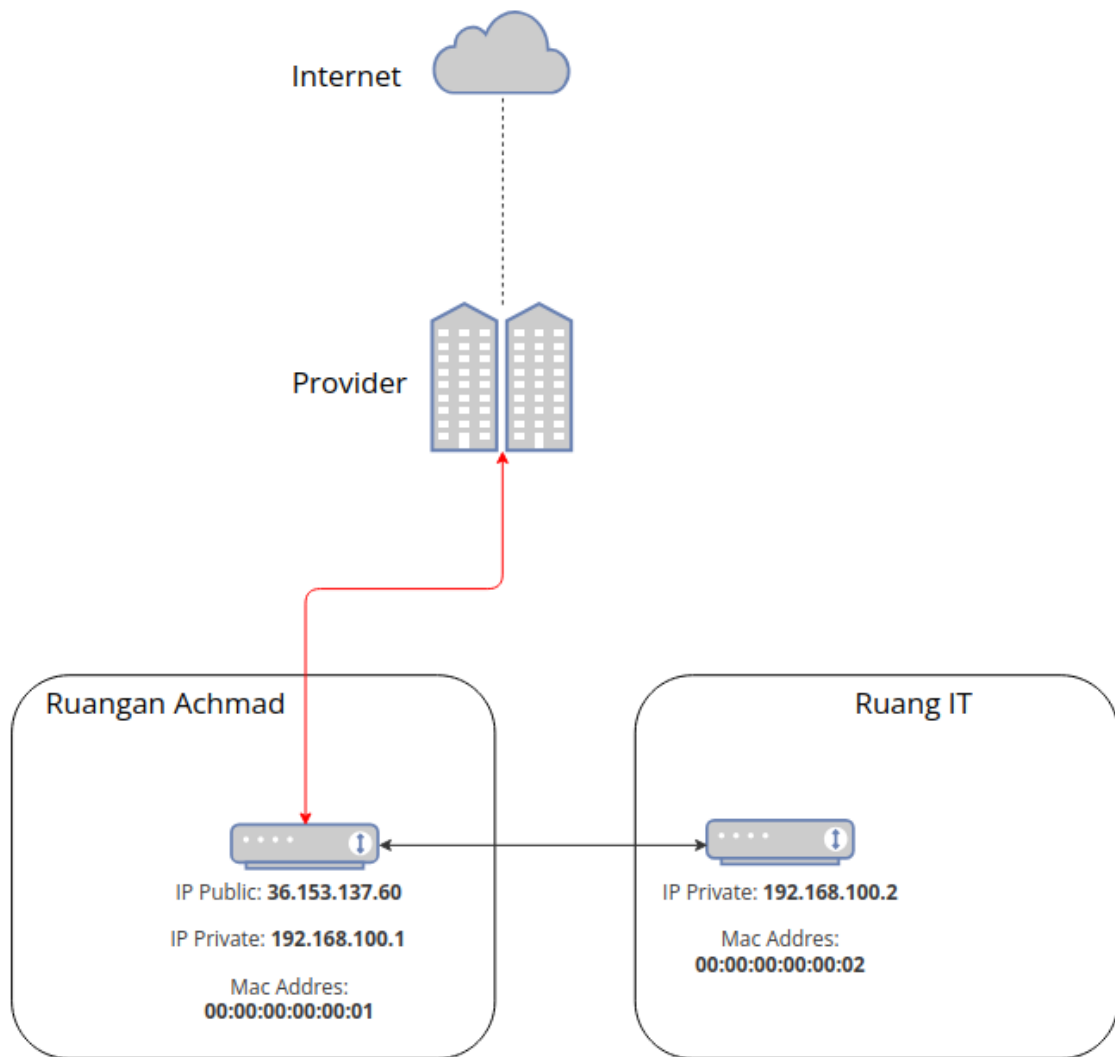 Internet
Provider
Ruangan Achmad
IP Public: 36.153.137.60
IP Private: 192.168.100.1
Mac Addres:
00:00:00:00:00:01
Ruang IT
IP Private: 192.168.100.2
Mac Addres:
00:00:00:00:00:02